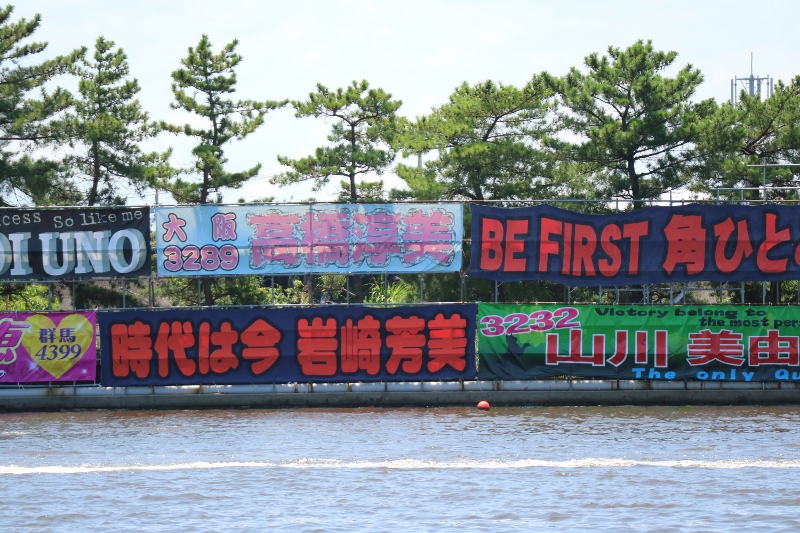 So like me
UNO
大阪
3289
高橋淳美
BE FIRST 角ひと
群馬
4399
時代は今 岩崎芳美
3232
Victory belong to
the most per
山川 美由
The only Qu